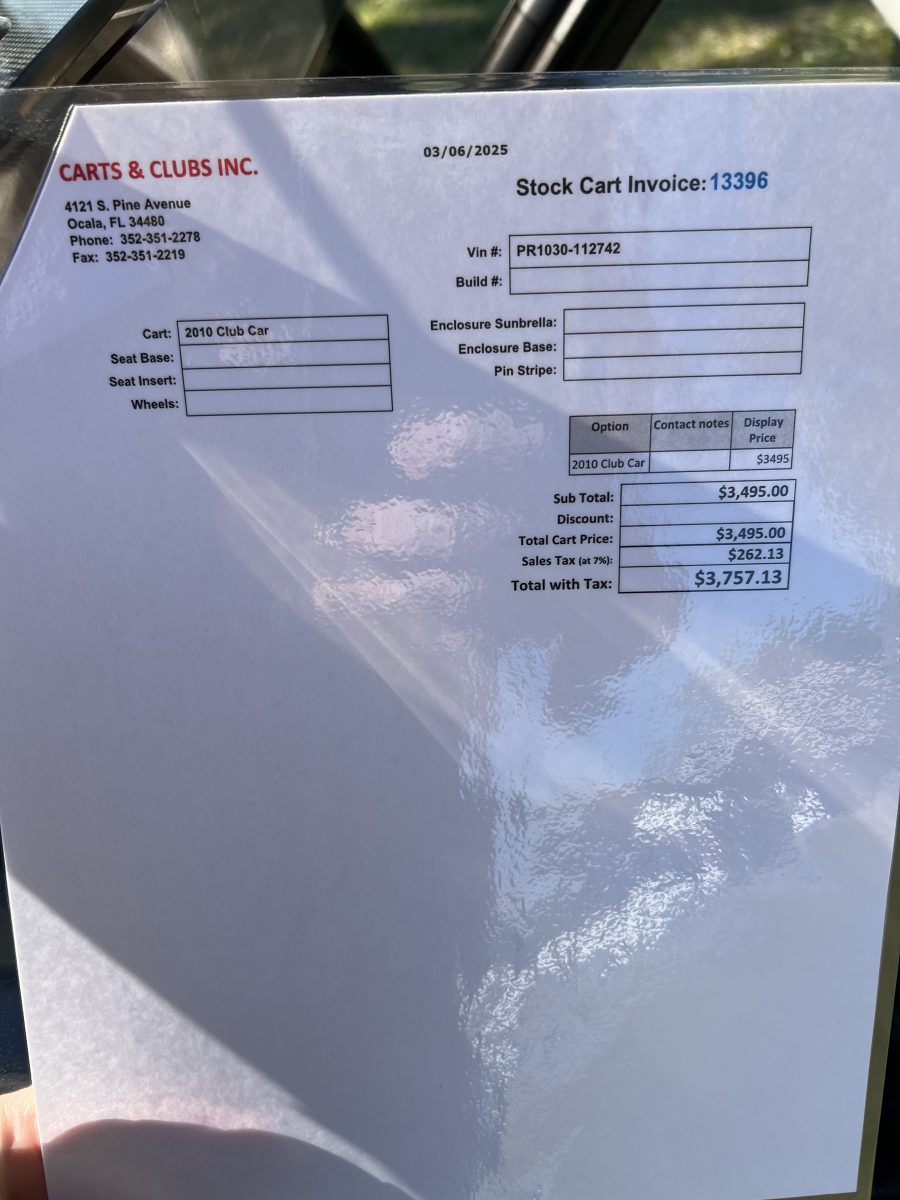 03/06/2025
CARTS & CLUBS INC.
Stock Cart Invoice: 13396
4121 S. Pine Avenue
Ocala, FL 34480
Phone: 352-351-2278
Fax: 352-351-2219
Vin #: PR1030-112742
Build #:
Cart: 2010 Club Car
Seat Base:
Seat Insert:
Wheels:
Enclosure Sunbrella:
Enclosure Base:
Pin Stripe:
Option Contact notes Display Price
2010 Club Car $3495
Sub Total: $3,495.00
Discount:
Total Cart Price: $3,495.00
Sales Tax (at 7%): $262.13
Total with Tax: $3,757.13